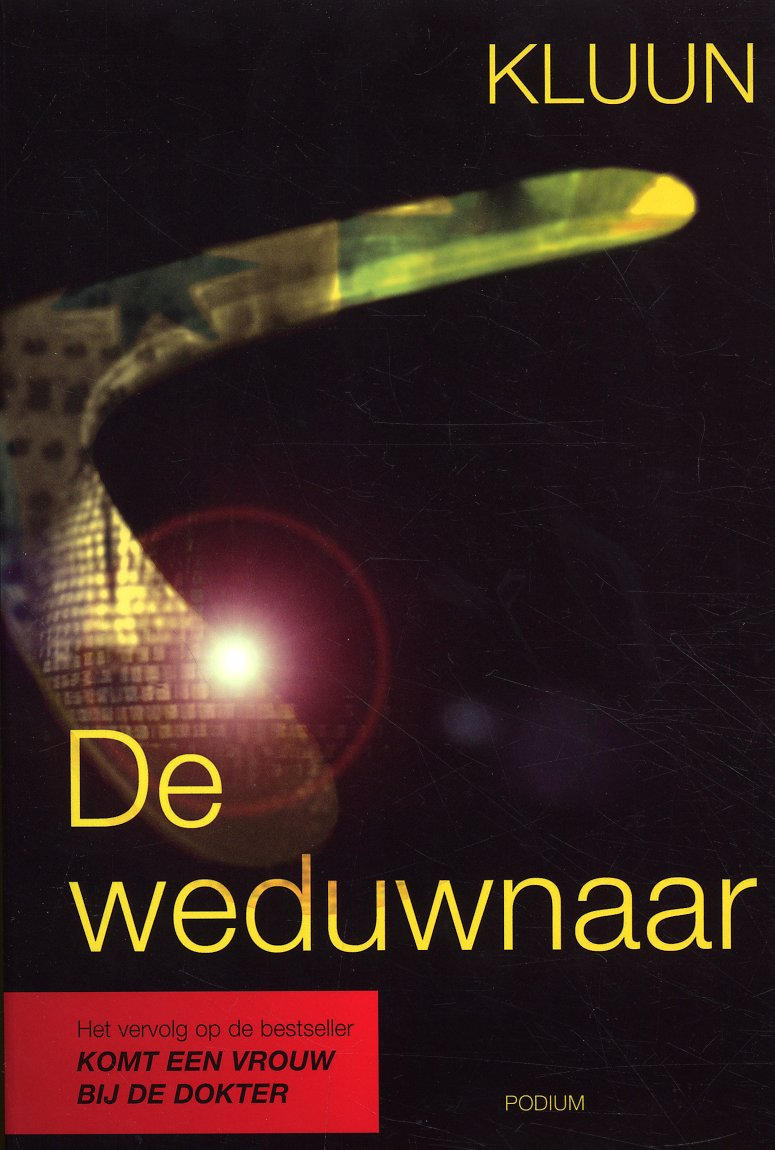 KLUUN
De
weduwnaar
Het vervolg op de bestseller
KOMT EEN VROUW
BIJ DE DOKTER
PODIUM